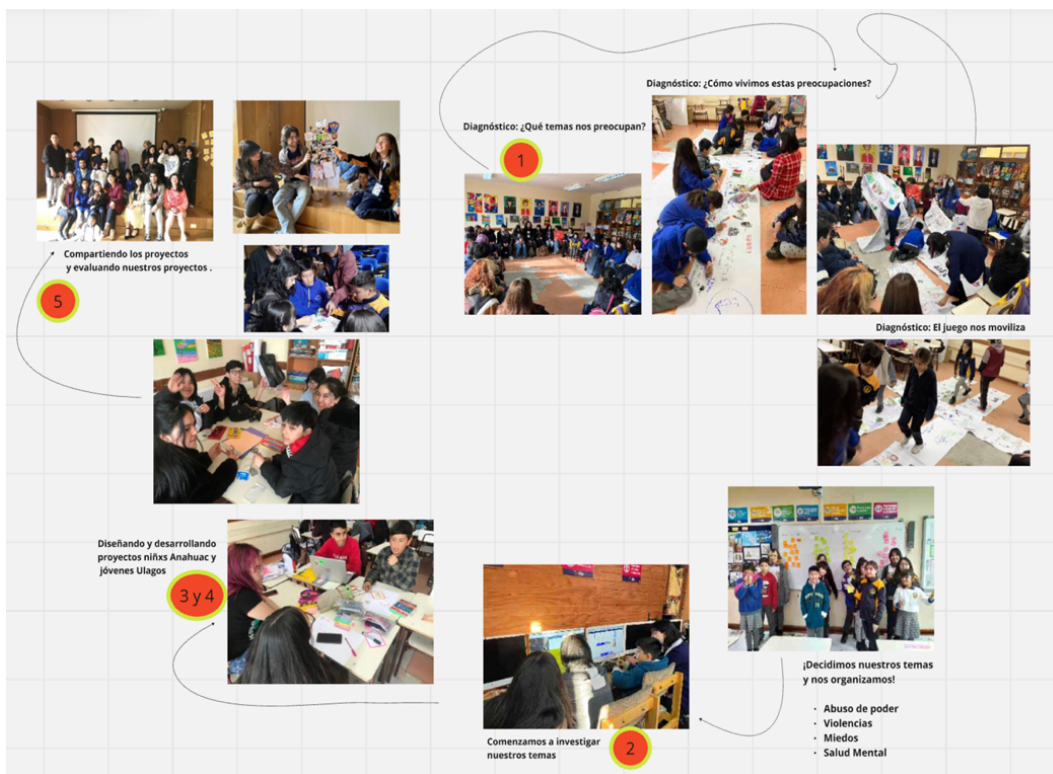 Diagnóstico: ¿Qué temas nos preocupan?
1
Diagnóstico: ¿Cómo vivimos estas preocupaciones?
Diagnóstico: El juego nos moviliza
¡Decidimos nuestros temas
y nos organizamos!
· Abuso de poder
· Violencias
· Miedos
· Salud Mental
Comenzamos a investigar
nuestros temas
2
Diseñando y desarrollando
proyectos niñxs Anahuac y
jóvenes Ulagos
3 y 4
Compartiendo los proyectos
y evaluando nuestros proyectos .
5